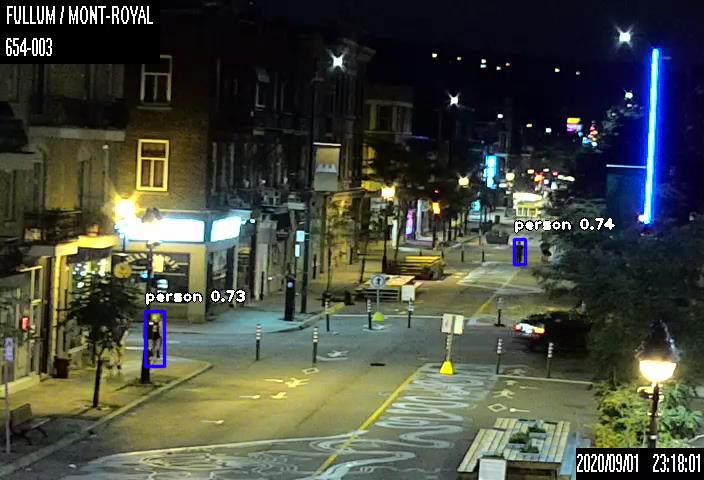 FULLUM / MONT-ROYAL
654-003
person 0.74
person 0.73
2020/09/01 23:18:01